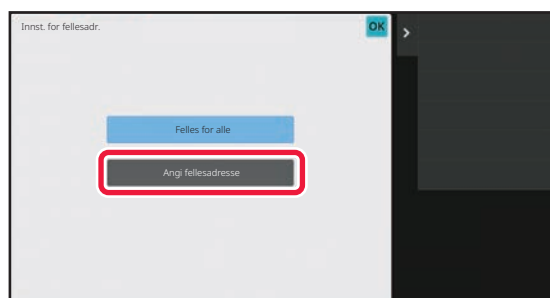 Innst. for fellesadr.
OK
Felles for alle
Angi fellesadresse